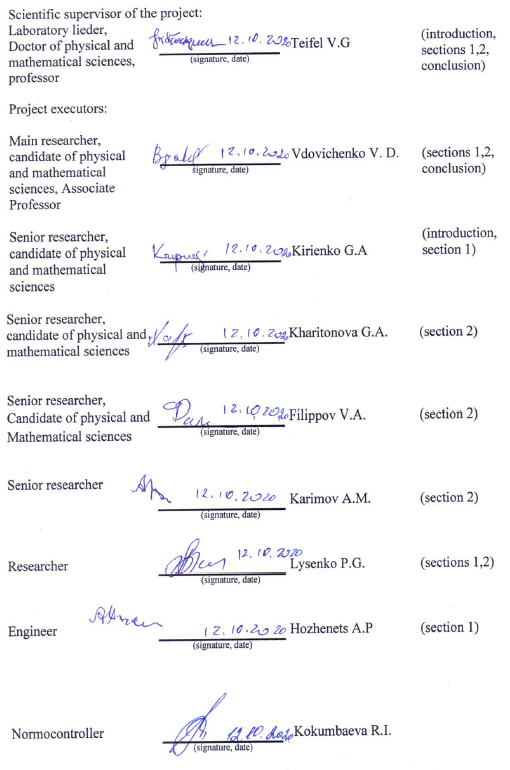 Scientific supervisor of the project:
Laboratory lieder,
Doctor of physical and 12.10.2020 Teifel V.G (introduction,
mathematical sciences, (signature, date) sections 1,2,
professor conclusion)
Project executors:
Main researcher,
candidate of physical 12.10.2020 Vdovichenko V. D. (sections 1,2,
and mathematical signature, date) conclusion)
sciences, Associate
Professor
Senior researcher, (introduction,
candidate of physical 12.10.2020 Kirienko G.A section 1)
and mathematical (signature, date)
sciences
Senior researcher,
candidate of physical and 12.10.2020 Kharitonova G.A. (section 2)
mathematical sciences (signature, date)
Senior researcher,
Candidate of physical and 12.10.2020 Filippov V.A. (section 2)
Mathematical sciences (signature, date)
Senior researcher 12.10.2020 Karimov A.M. (section 2)
(signature, date)
Researcher 12.10.2020 Lysenko P.G. (sections 1,2)
(signature, date)
Engineer 12.10.2020 Hozhenets A.P (section 1)
(signature, date)
Normocontroller 12.10.2020 Kokumbaeva R.I.
(signature, date)